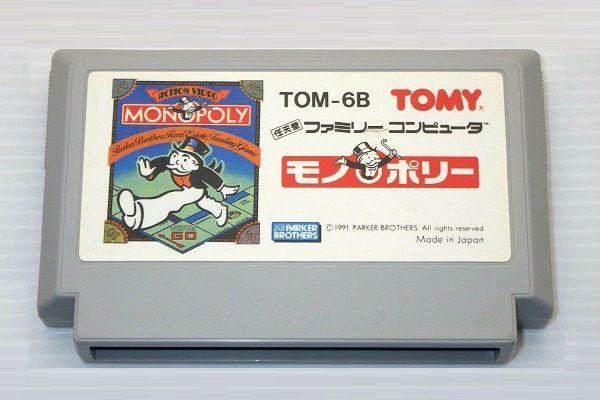 ACTION VIDEO
MONOPOLY
Parker Brothers Real Estate Trading Game
GO
TOM-6B TOMY®
任天堂 ファミリーコンピュータ™
モノポリー
PARKER BROTHERS
©1991 PARKER BROTHERS. All rights reserved
Made in Japan